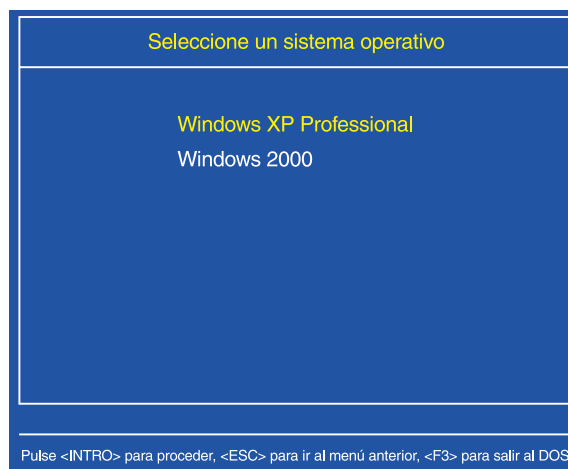 Seleccione un sistema operativo
Windows XP Professional
Windows 2000
Pulse <INTRO> para proceder, <ESC> para ir al menú anterior, <F3> para salir al DOS